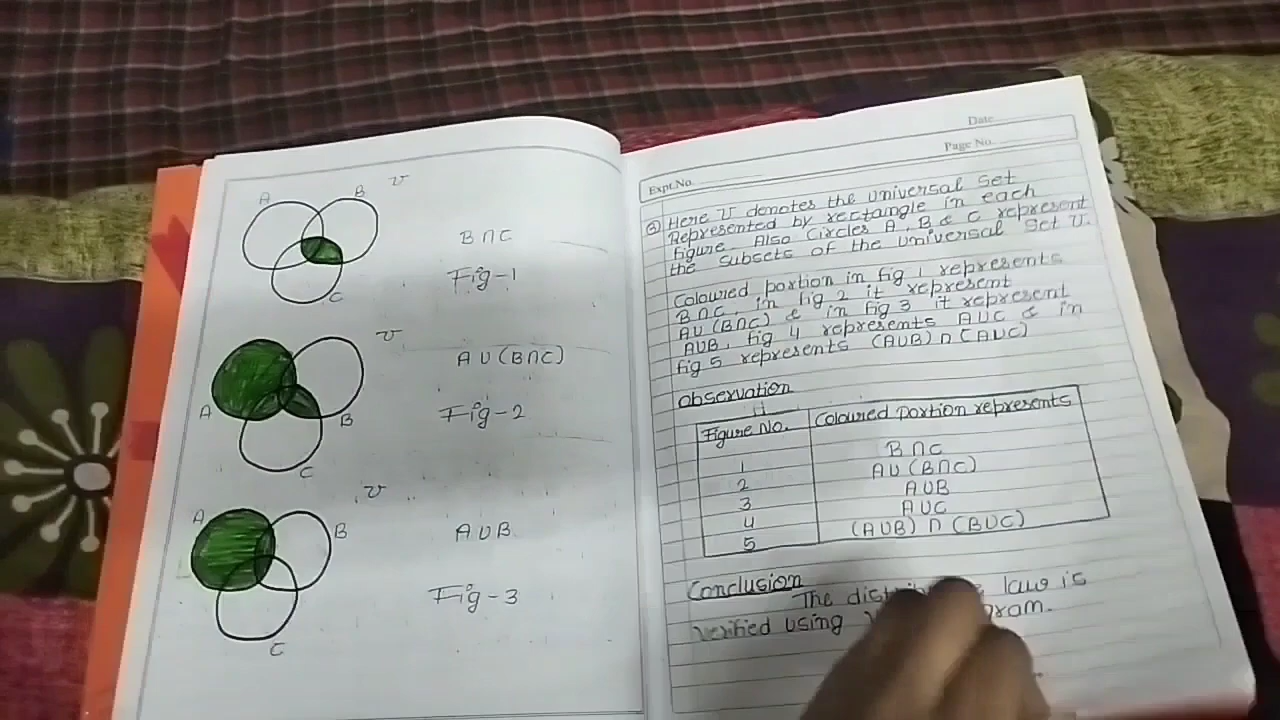 A
B
U
B∩C
Fig-1
C
U
A∪(B∩C)
A
B
Fig-2
C
U
A
B
A∪B
Fig-3
C
Date
Page No.
Expt.No.
Here U denotes the universal set
Represented by rectangle in each
figure. Also Circles A, B & C represent
the subsets of the universal set U.
Coloured portion in fig 1 represents
B∩C, in fig 2 it represent
A∪(B∩C) & in fig 3 it represent
A∪B, fig 4 represents A∪C & in
fig 5 represents (A∪B)∩(A∪C)
Observation
Figure No. Coloured portion represents
1 B∩C
2 A∪(B∩C)
3 A∪B
4 A∪C
5 (A∪B)∩(B∪C)
Conclusion
The law is
verified using